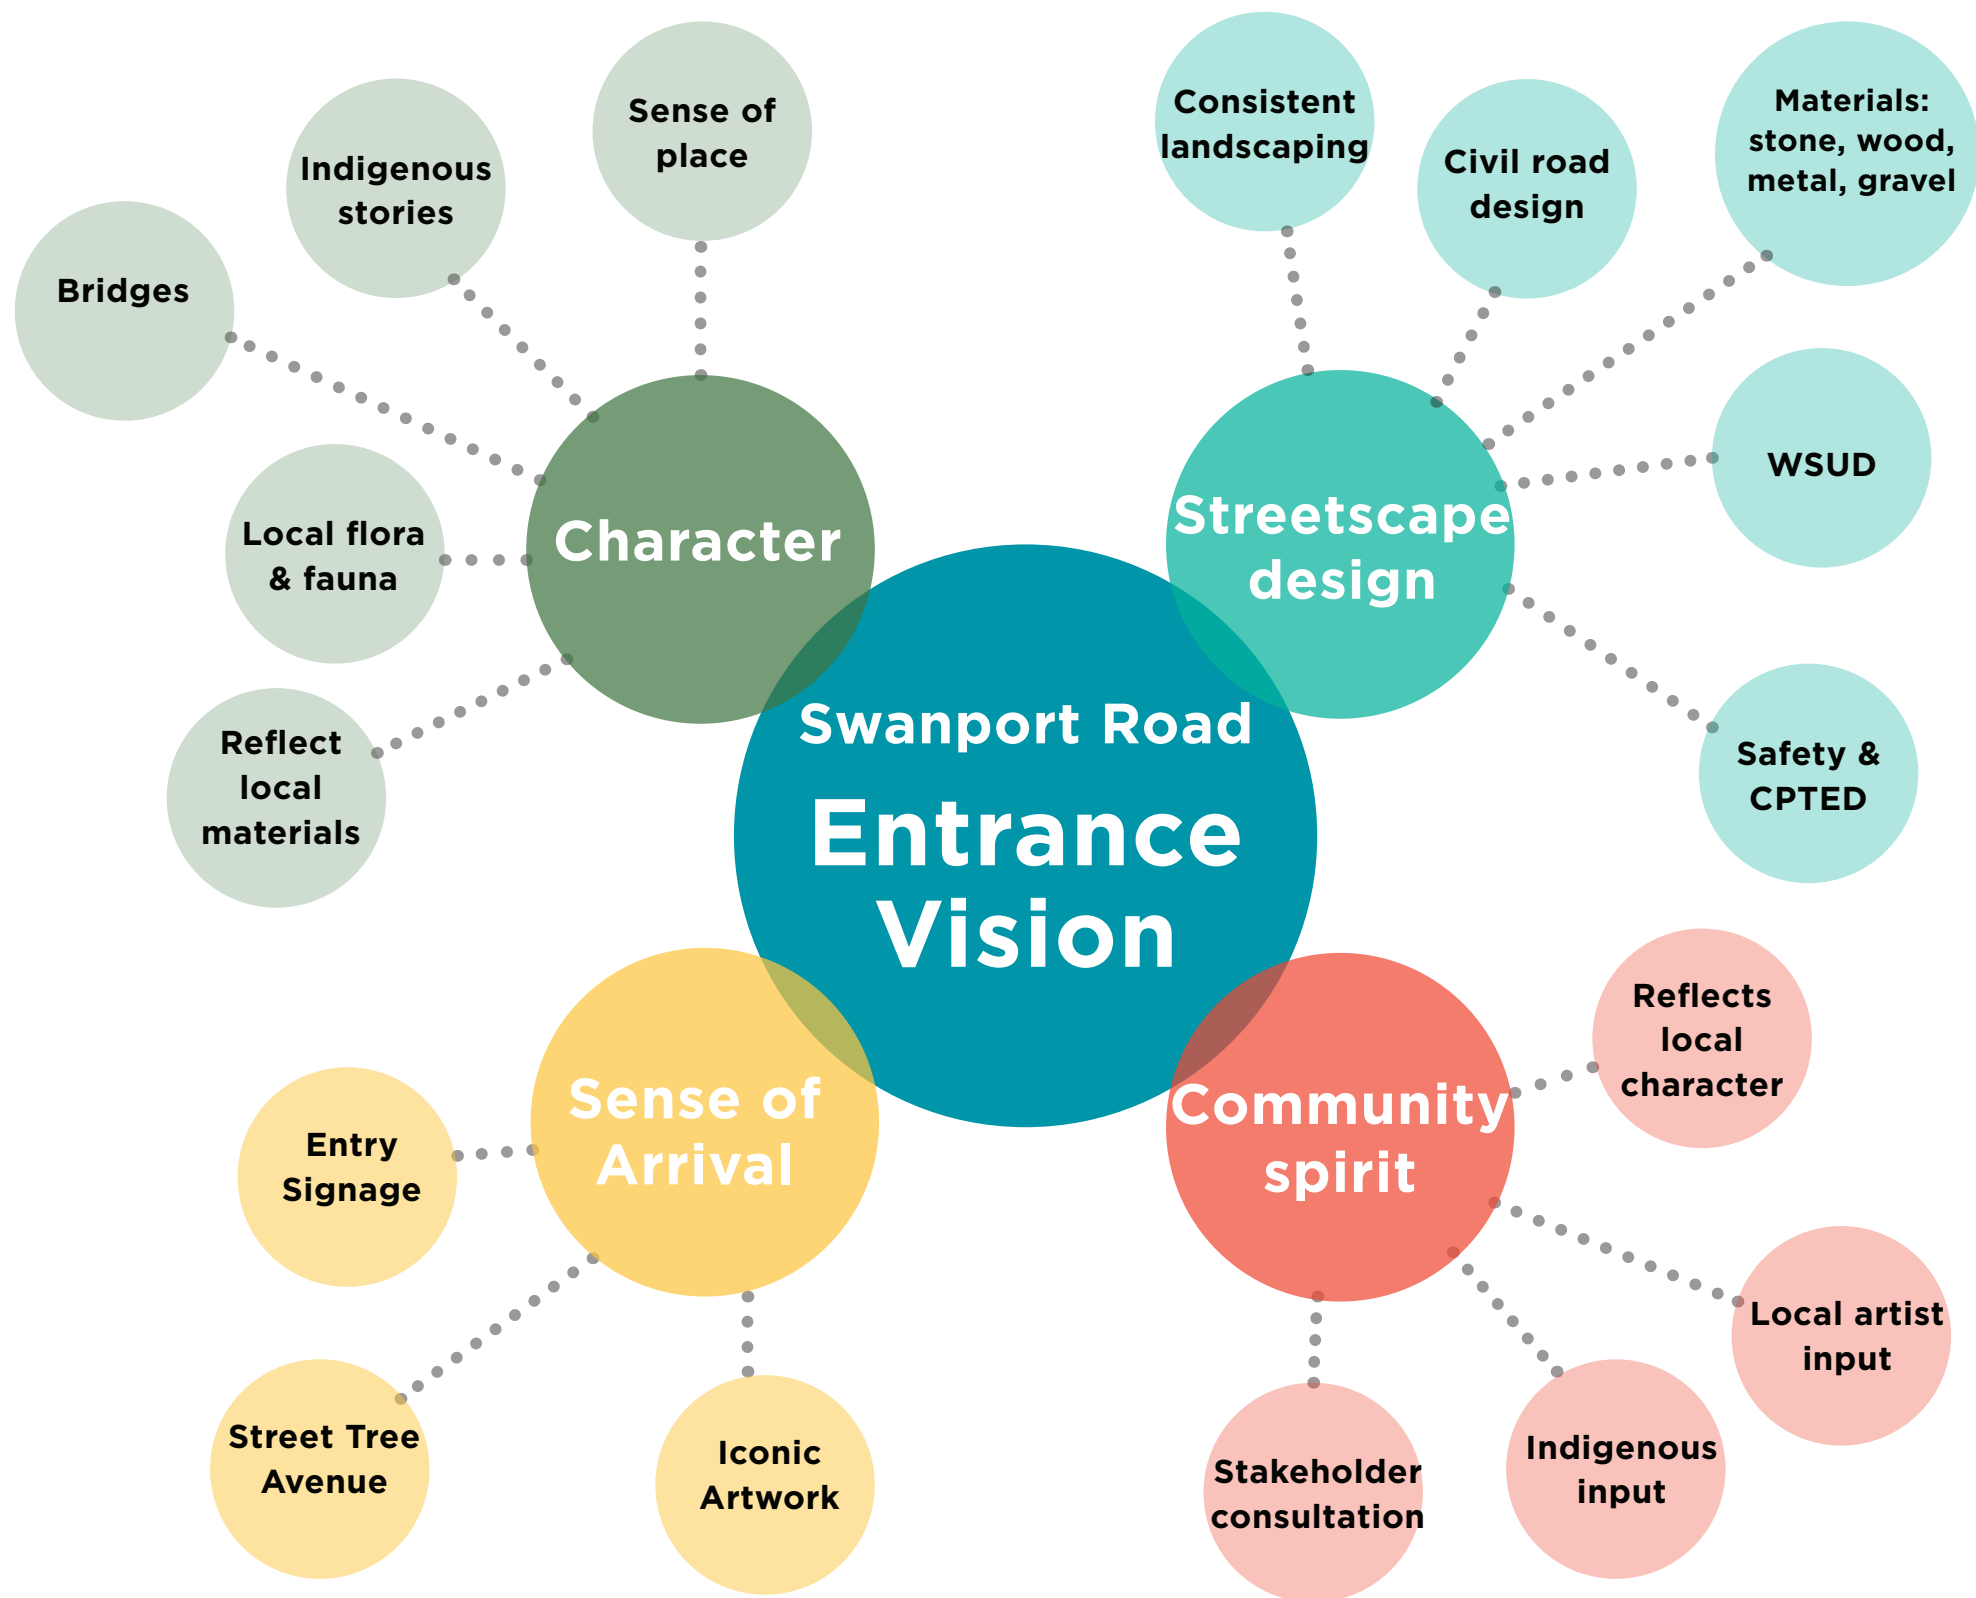 Sense of
place
Indigenous
stories
Bridges
Local flora
& fauna
Reflect
local
materials
Character
Consistent
landscaping
Civil road
design
Materials:
stone, wood,
metal, gravel
WSUD
Safety &
CPTED
Streetscape
design
Swanport Road
Entrance
Vision
Sense of
Arrival
Entry
Signage
Street Tree
Avenue
Iconic
Artwork
Community
spirit
Reflects
local
character
Local artist
input
Indigenous
input
Stakeholder
consultation